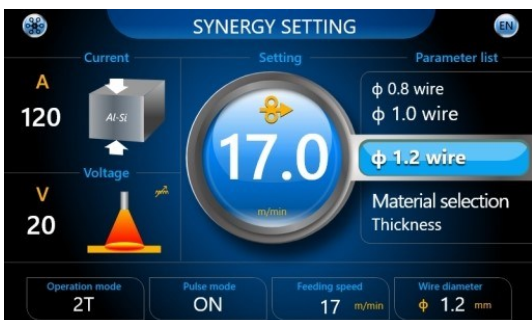 SYNERGY SETTING
EN
Current
A
120
Al-Si
Voltage
V
20
Setting
17.0
m/min
Parameter list
ф 0.8 wire
ф 1.0 wire
ф 1.2 wire
Material selection
Thickness
Operation mode
2T
Pulse mode
ON
Feeding speed
17 m/min
Wire diameter
ф 1.2 mm